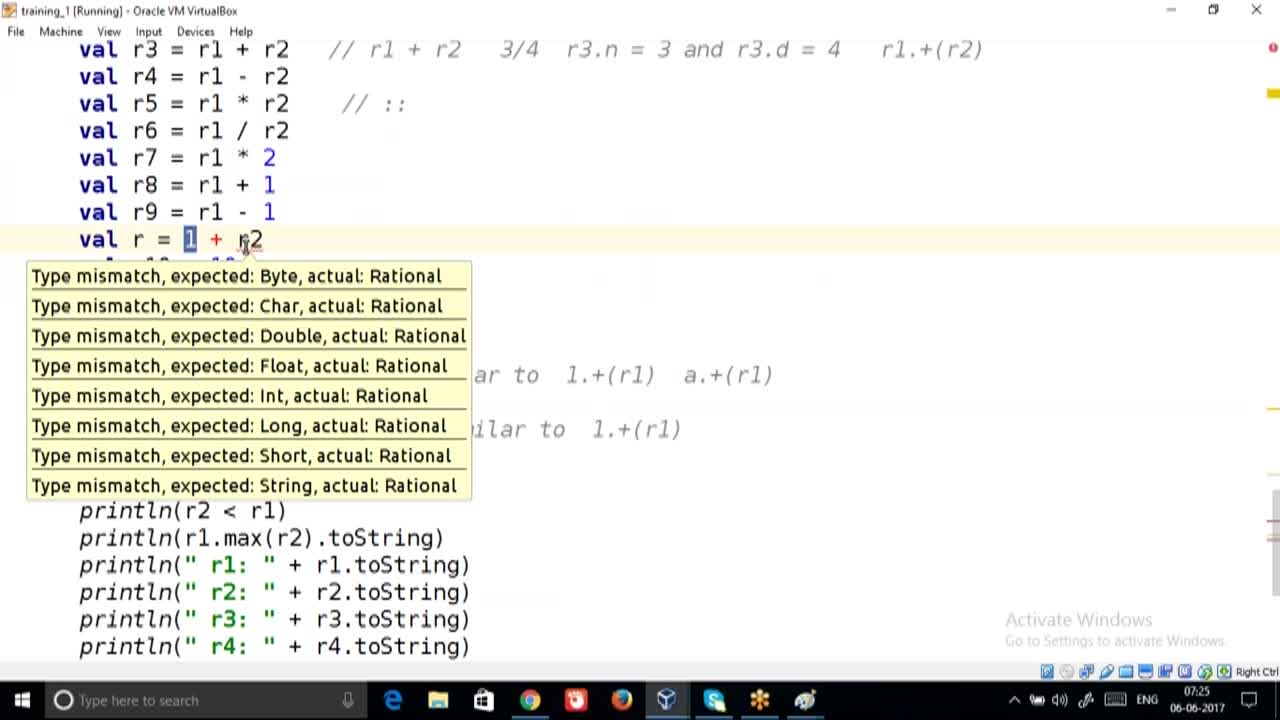 training_1 [Running] - Oracle VM VirtualBox
File Machine View Input Devices Help
val r3 = r1 + r2 // r1 + r2 3/4 r3.n = 3 and r3.d = 4 r1.+(r2)
val r4 = r1 - r2
val r5 = r1 * r2 // ::
val r6 = r1 / r2
val r7 = r1 * 2
val r8 = r1 + 1
val r9 = r1 - 1
val r = 1 + r2
Type mismatch, expected: Byte, actual: Rational
Type mismatch, expected: Char, actual: Rational
Type mismatch, expected: Double, actual: Rational
Type mismatch, expected: Float, actual: Rational
ar to 1.+(r1) a.+(r1)
Type mismatch, expected: Int, actual: Rational
Type mismatch, expected: Long, actual: Rational
ilar to 1.+(r1)
Type mismatch, expected: Short, actual: Rational
Type mismatch, expected: String, actual: Rational
println(r2 < r1)
println(r1.max(r2).toString)
println(" r1: " + r1.toString)
println(" r2: " + r2.toString)
println(" r3: " + r3.toString)
println(" r4: " + r4.toString)
Activate Windows
Go to Settings to activate Windows.
Right Ctrl
Type here to search
ENG
07:25
06-06-2017